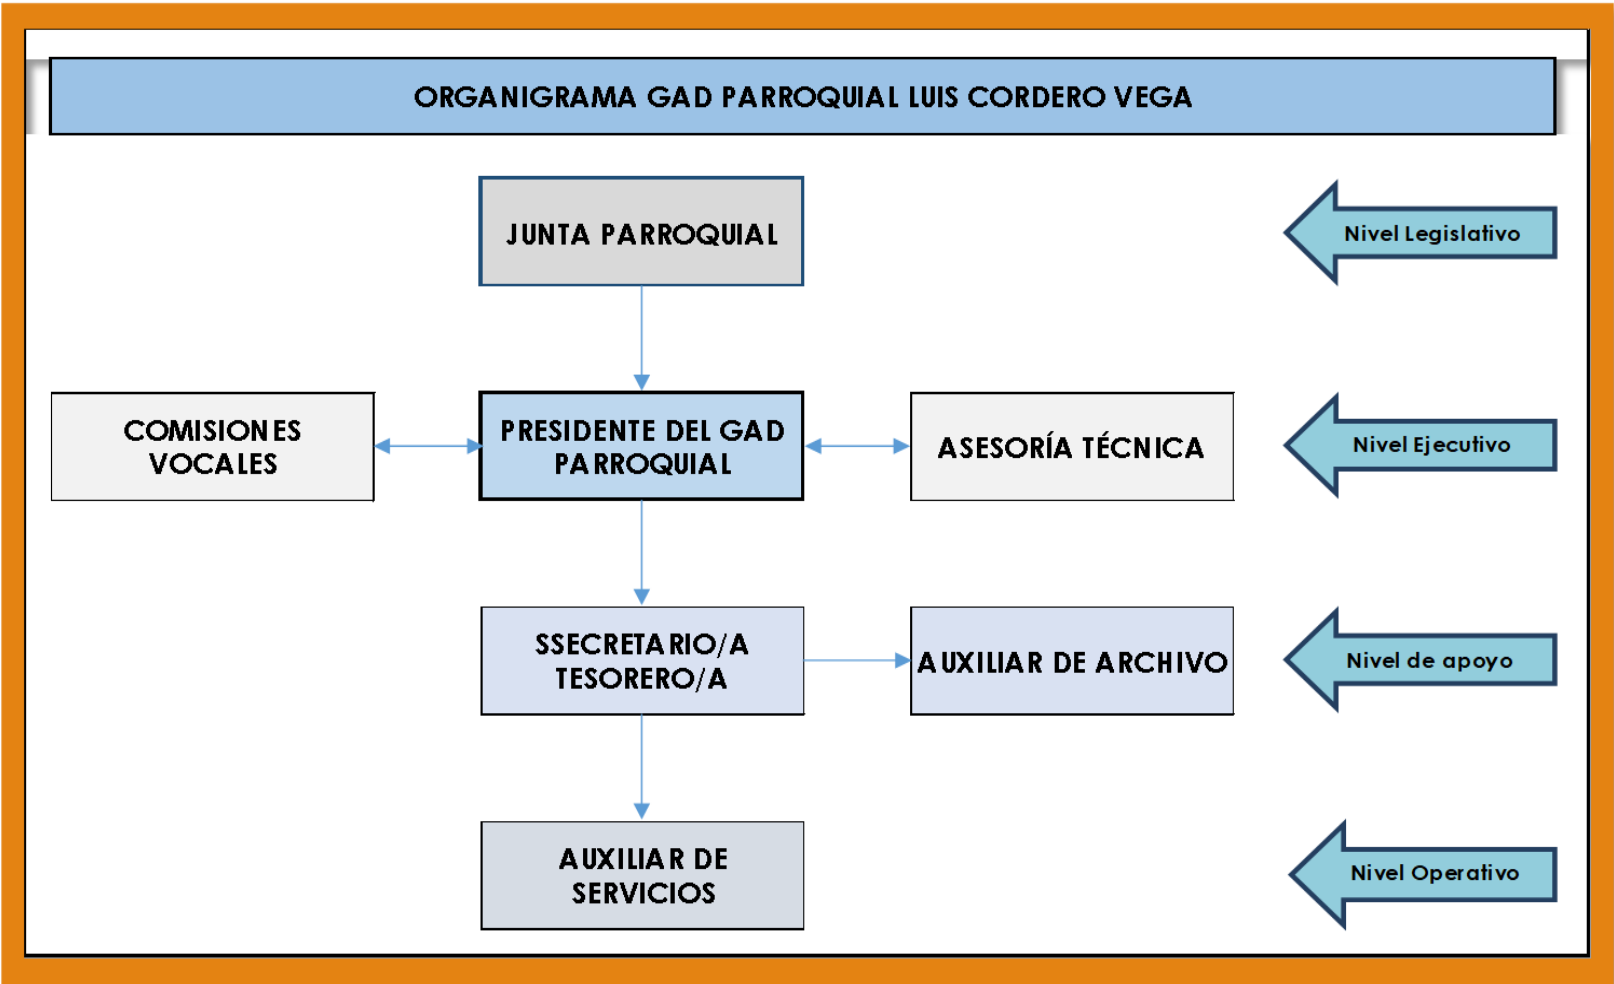 ORGANIGRAMA GAD PARROQUIAL LUIS CORDERO VEGA
JUNTA PARROQUIAL
Nivel Legislativo
COMISIONES
VOCALES
PRESIDENTE DEL GAD
PARROQUIAL
ASESORÍA TÉCNICA
Nivel Ejecutivo
SSECRETARIO/A
TESORERO/A
AUXILIAR DE ARCHIVO
Nivel de apoyo
AUXILIAR DE
SERVICIOS
Nivel Operativo